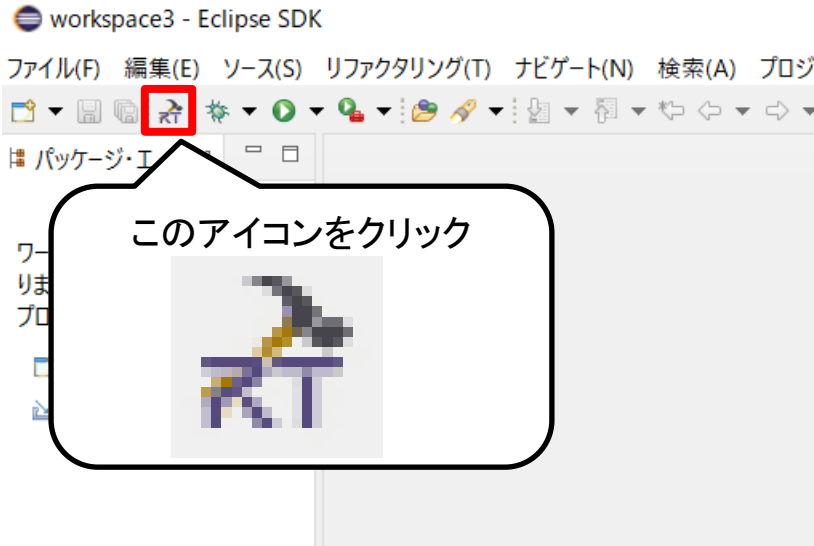 workspace3 - Eclipse SDK
ファイル(F) 編集(E) ソース(S) リファクタリング(T) ナビゲート(N) 検索(A) プロジ
パッケージ・エ
このアイコンをクリック
ワー
りま
プロ
RT